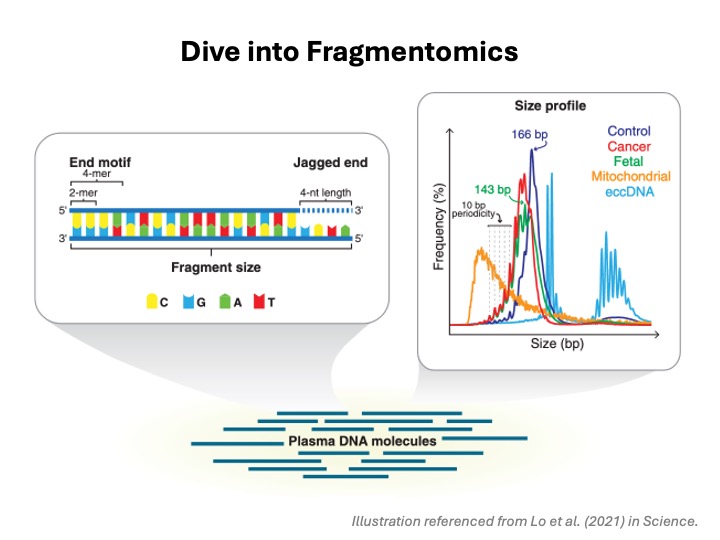 Dive into Fragmentomics
End motif
4-mer
2-mer
Jagged end
4-nt length
5' 3'
3' 5'
Fragment size
C G A T
Size profile
166 bp
Control
Cancer
Fetal
Mitochondrial
eccDNA
143 bp
10 bp
periodicity
Frequency (%)
Size (bp)
Plasma DNA molecules
Illustration referenced from Lo et al. (2021) in Science.